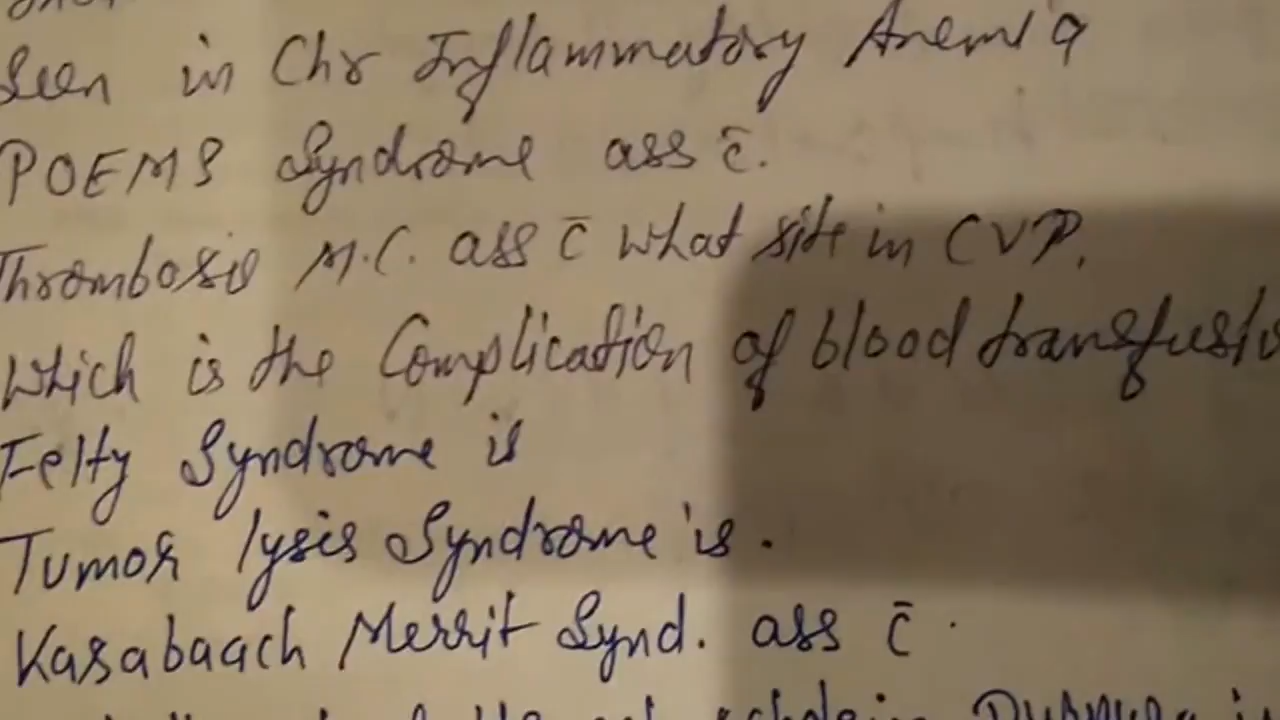 Seen in Chr Inflammatory Anemia
POEMS Syndrome ass c̄.
Thrombosis M.C. ass c̄ what site in CVP.
Which is the Complication of blood transfusio
Felty Syndrome is
Tumor lysis Syndrome is.
Kasabaach Merrit Synd. ass c̄.